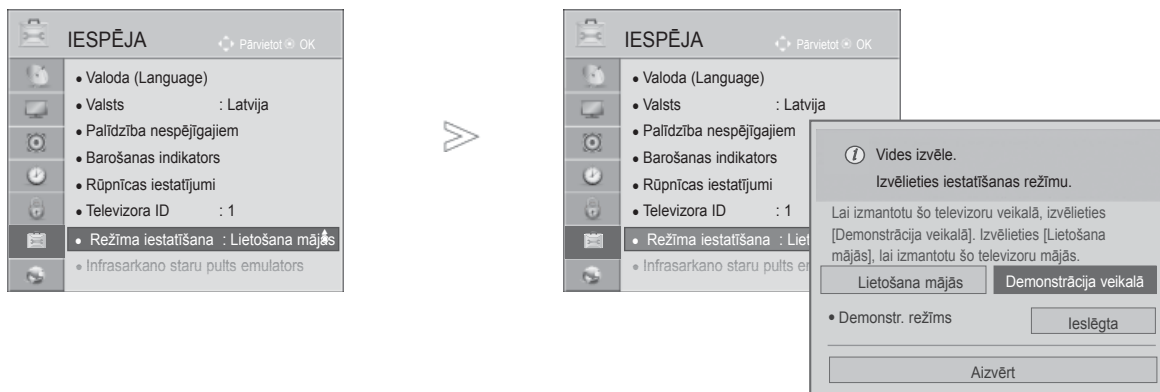 IESPĒJA
Pārvietot OK
• Valoda (Language)
• Valsts : Latvija
• Palīdzība nespējīgajiem
• Barošanas indikators
• Rūpnīcas iestatījumi
• Televizora ID : 1
• Režīma iestatīšana : Lietošana mājās
• Infrasarkano staru pults emulators
IESPĒJA
Pārvietot OK
• Valoda (Language)
• Valsts : Latvija
• Palīdzība nespējīgajiem
• Barošanas indikators
• Rūpnīcas iestatījumi
• Televizora ID : 1
• Režīma iestatīšana : Liet
• Infrasarkano staru pults em
Vides izvēle.
Izvēlieties iestatīšanas režīmu.
Lai izmantotu šo televizoru veikalā, izvēlieties
[Demonstrācija veikalā]. Izvēlieties [Lietošana
mājās], lai izmantotu šo televizoru mājās.
Lietošana mājās Demonstrācija veikalā
• Demonstr. režīms Ieslēgta
Aizvērt